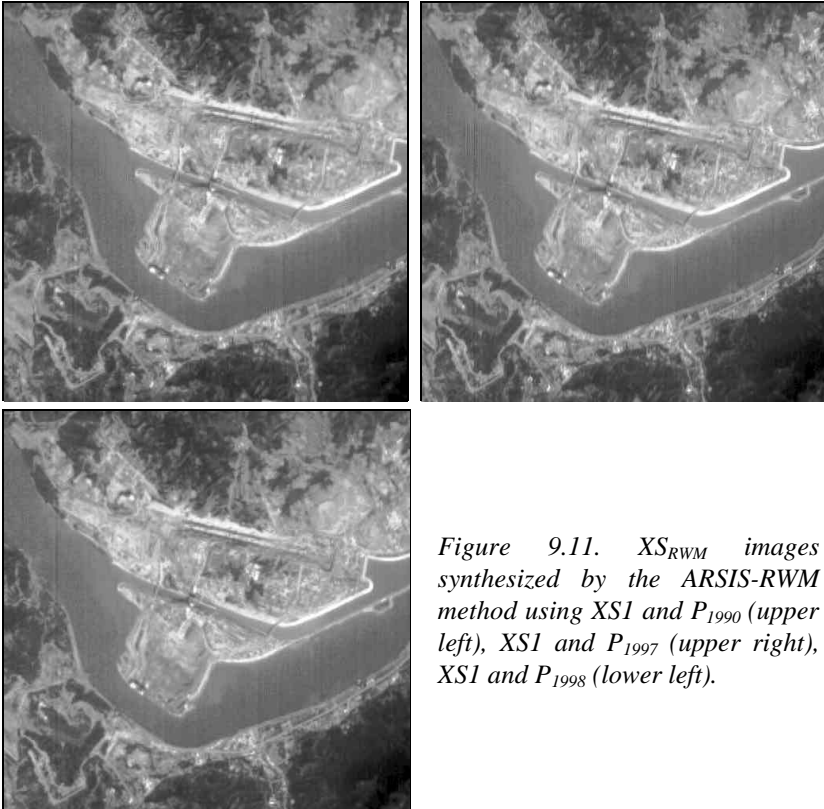 Figure 9.11. XSRWM images
synthesized by the ARSIS-RWM
method using XS1 and P1990 (upper
left), XS1 and P1997 (upper right),
XS1 and P1998 (lower left).